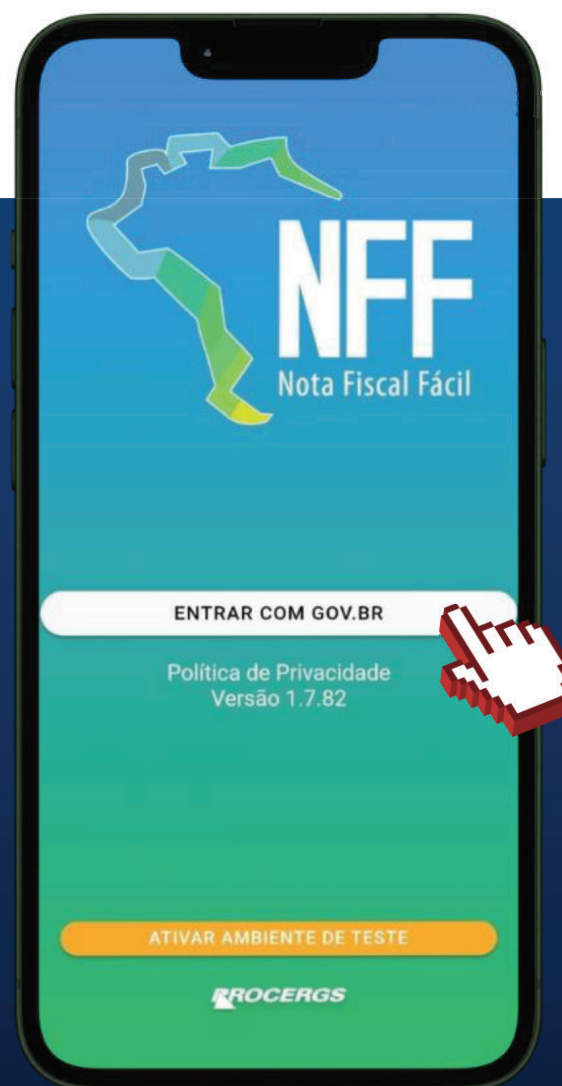 NFF
Nota Fiscal Fácil
ENTRAR COM GOV.BR
Política de Privacidade
Versão 1.7.82
ATIVAR AMBIENTE DE TESTE
PROCERGS